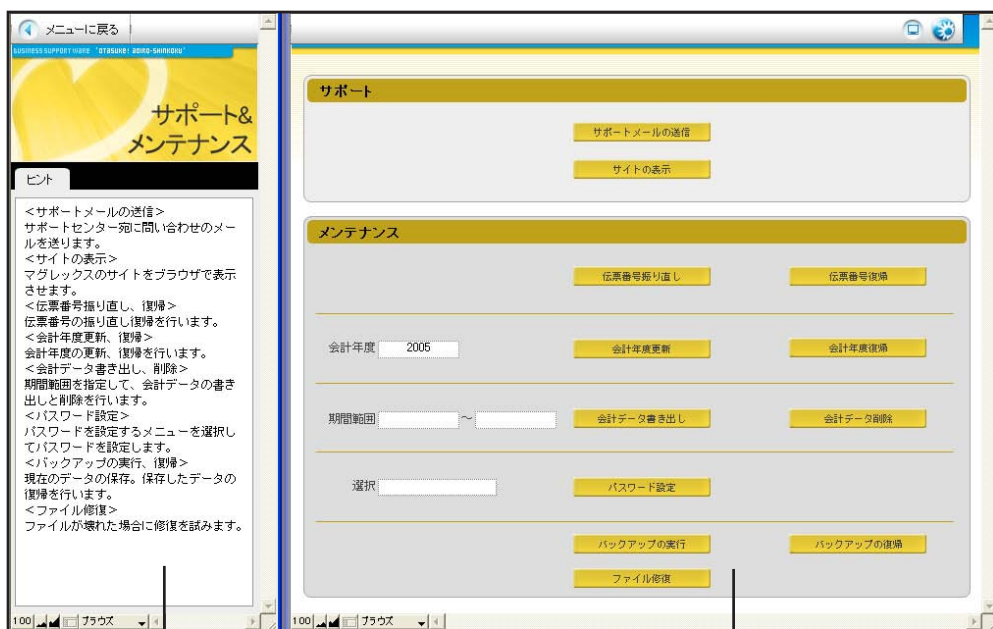 メニューに戻る
BUSINESS SUPPORT WARE "OTASUKE! AOIRO-SHINKOKU"
サポート&
メンテナンス
ヒント
<サポートメールの送信>
サポートセンター宛に問い合わせのメー
ルを送ります。
<サイトの表示>
マグレックスのサイトをブラウザで表示
させます。
<伝票番号振り直し、復帰>
伝票番号の振り直し復帰を行います。
<会計年度更新、復帰>
会計年度の更新、復帰を行います。
<会計データ書き出し、削除>
期間範囲を指定して、会計データの書き
出しと削除を行います。
<パスワード設定>
パスワードを設定するメニューを選択し
てパスワードを設定します。
<バックアップの実行、復帰>
現在のデータの保存。保存したデータの
復帰を行います。
<ファイル修復>
ファイルが壊れた場合に修復を試みます。
100 ブラウズ
サポート
サポートメールの送信
サイトの表示
メンテナンス
伝票番号振り直し 伝票番号復帰
会計年度 2005 会計年度更新 会計年度復帰
期間範囲 ～ 会計データ書き出し 会計データ削除
選択 パスワード設定
バックアップの実行 バックアップの復帰
ファイル修復
100 ブラウズ